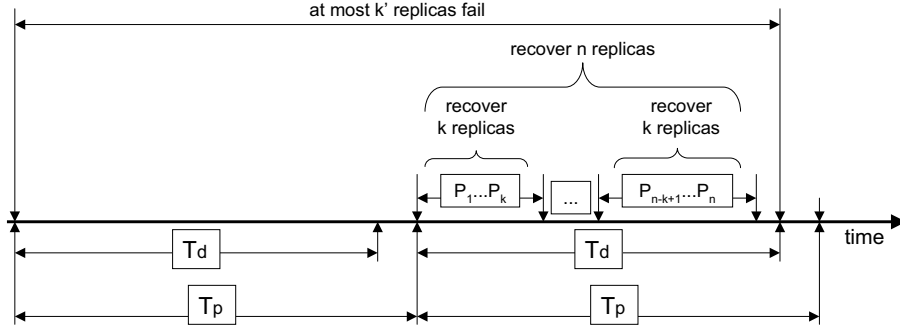 at most k' replicas fail
recover n replicas
recover
k replicas
recover
k replicas
P1...Pk
...
Pn-k+1...Pn
time
Td
Td
Tp
Tp